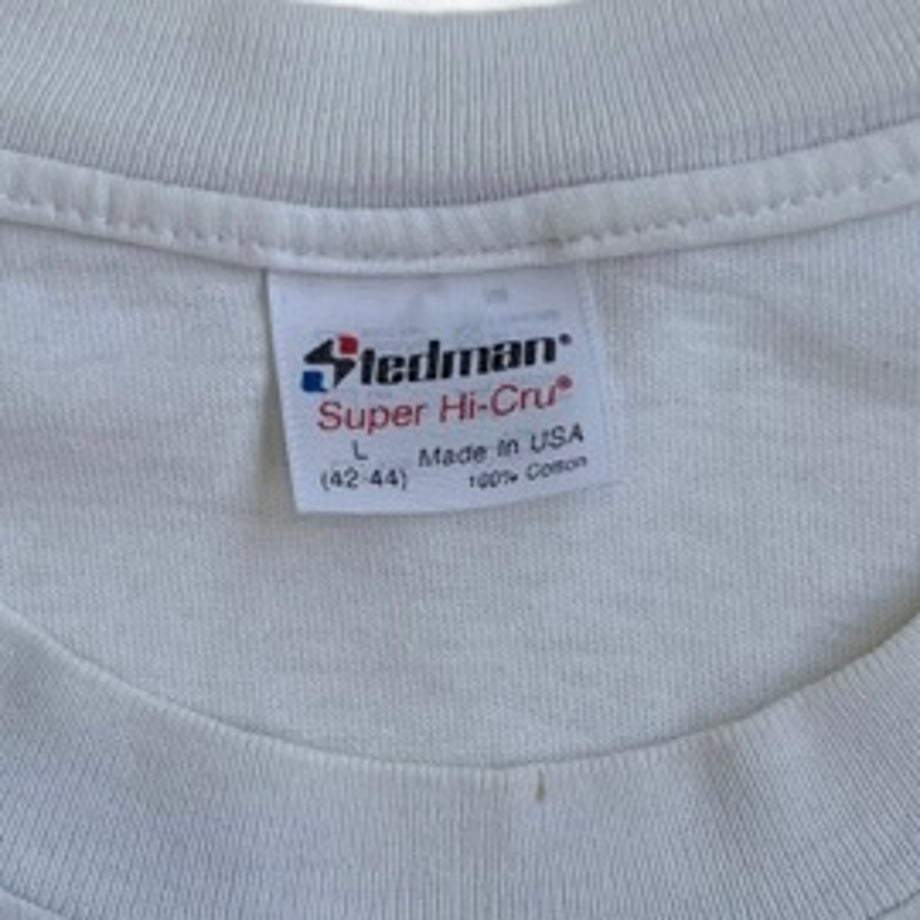 Stedman®
Super Hi-Cru®
L Made In USA
(42-44) 100% Cotton